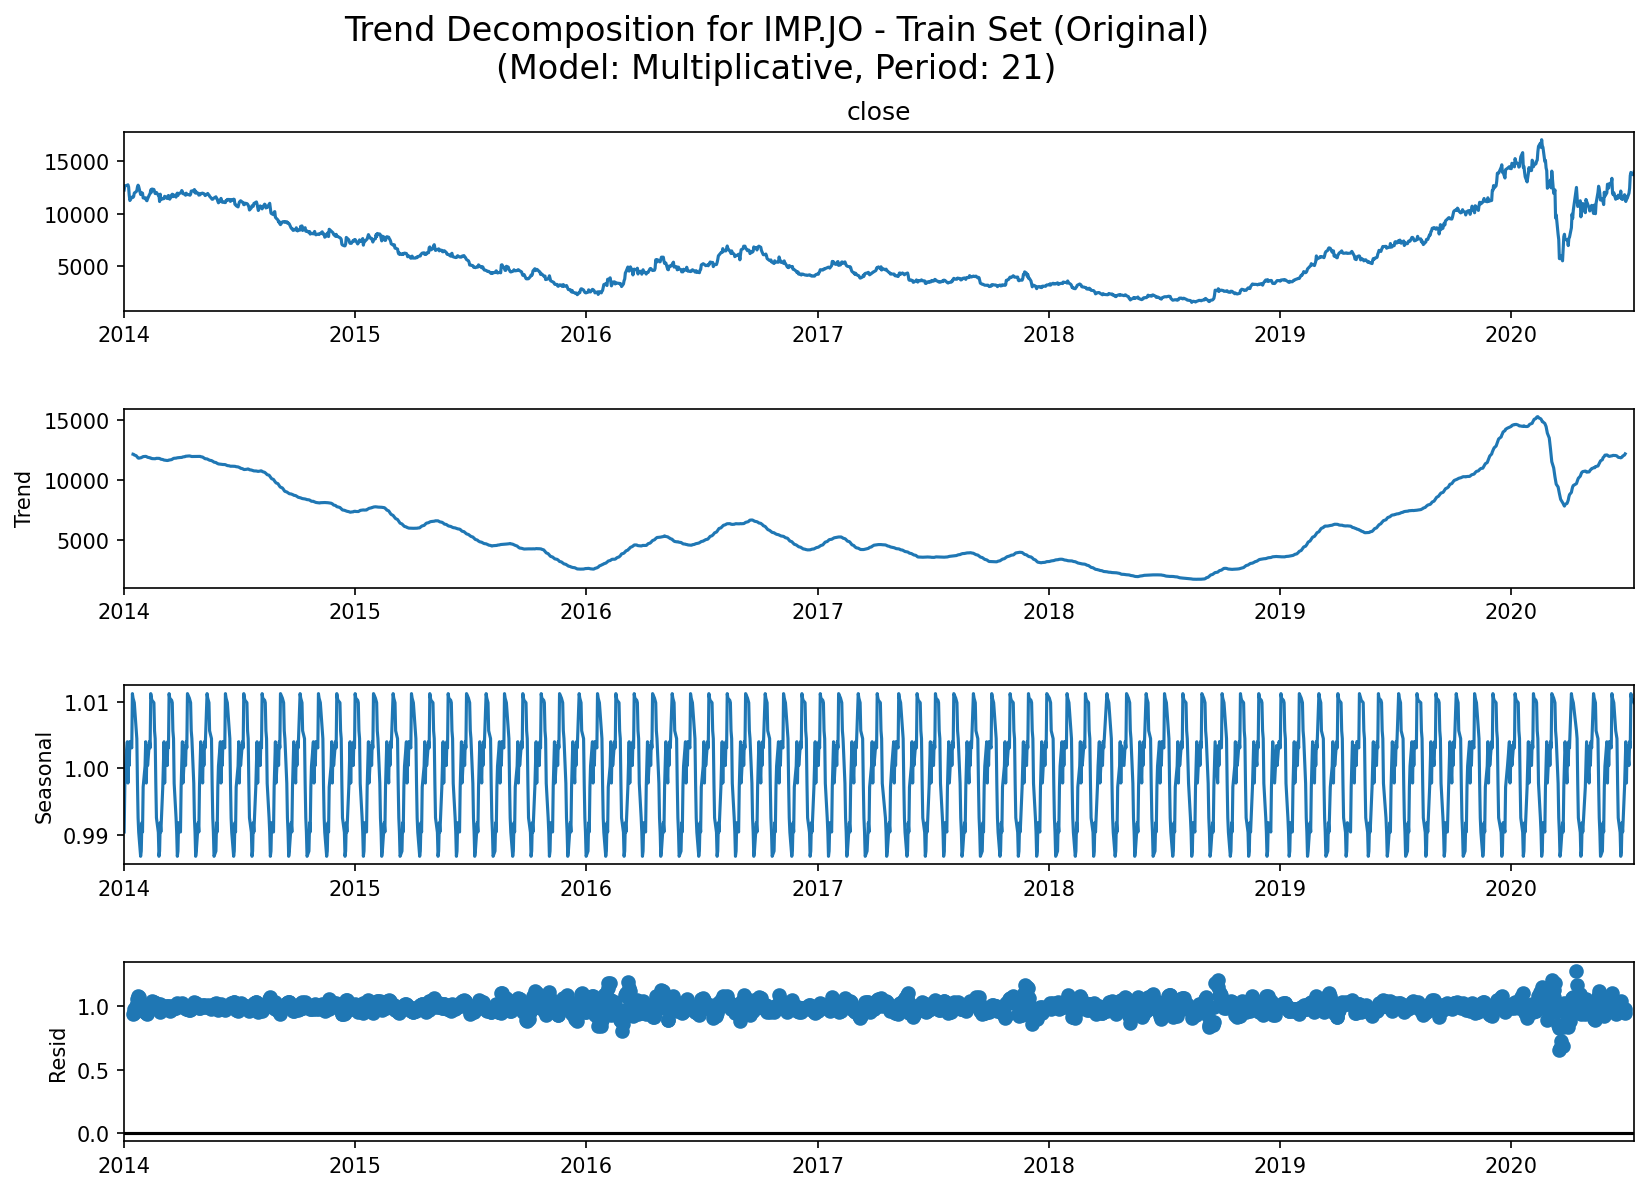 Trend Decomposition for IMP.JO - Train Set (Original)
(Model: Multiplicative, Period: 21)
close
15000
10000
5000
2014 2015 2016 2017 2018 2019 2020
Trend
15000
10000
5000
2014 2015 2016 2017 2018 2019 2020
Seasonal
1.01
1.00
0.99
2014 2015 2016 2017 2018 2019 2020
Resid
1.0
0.5
0.0
2014 2015 2016 2017 2018 2019 2020